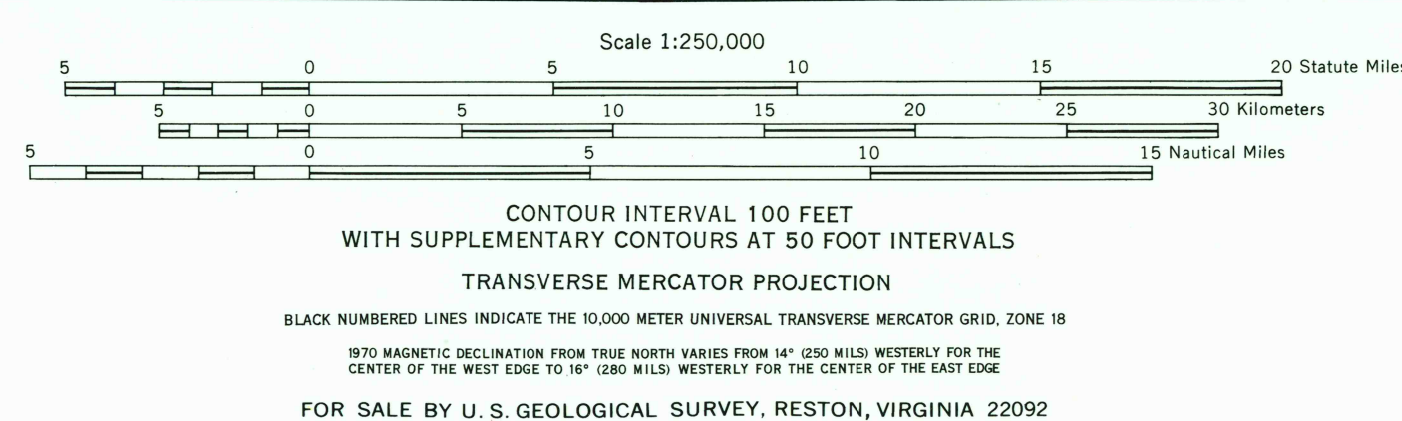 Scale 1:250,000
5 0 5 10 15 20 Statute Miles
5 0 5 10 15 20 25 30 Kilometers
5 0 5 10 15 Nautical Miles
CONTOUR INTERVAL 100 FEET
WITH SUPPLEMENTARY CONTOURS AT 50 FOOT INTERVALS
TRANSVERSE MERCATOR PROJECTION
BLACK NUMBERED LINES INDICATE THE 10,000 METER UNIVERSAL TRANSVERSE MERCATOR GRID, ZONE 18
1970 MAGNETIC DECLINATION FROM TRUE NORTH VARIES FROM 14° (250 MILS) WESTERLY FOR THE
CENTER OF THE WEST EDGE TO 16° (280 MILS) WESTERLY FOR THE CENTER OF THE EAST EDGE
FOR SALE BY U. S. GEOLOGICAL SURVEY, RESTON, VIRGINIA 22092